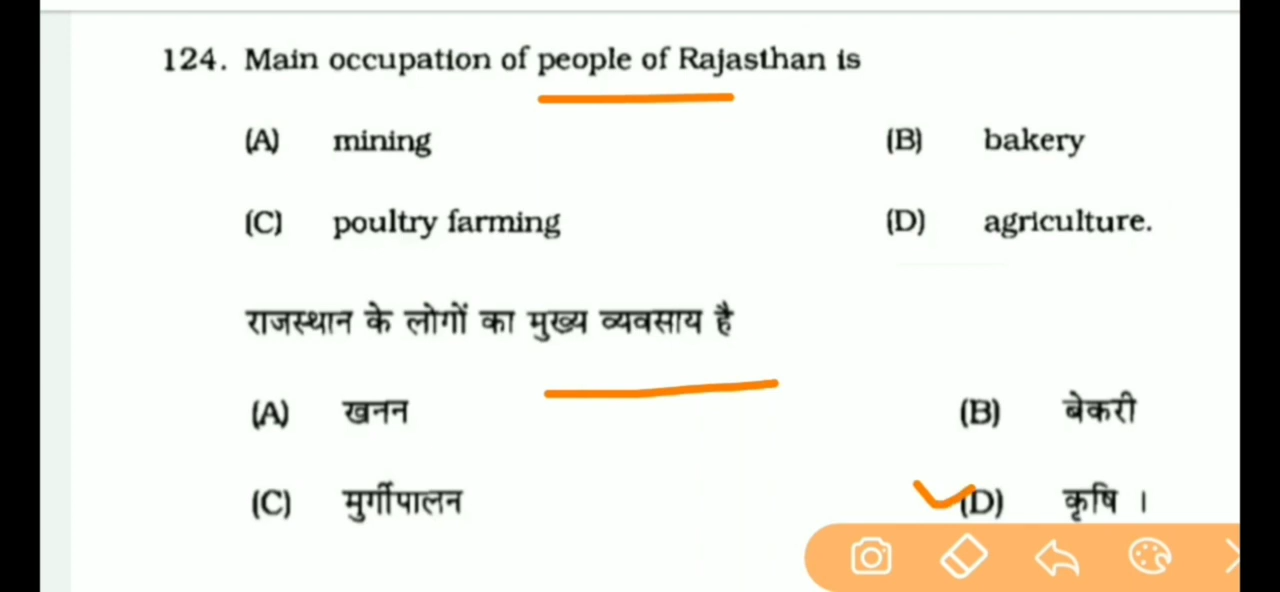 124. Main occupation of people of Rajasthan is
(A) mining (B) bakery
(C) poultry farming (D) agriculture.
राजस्थान के लोगों का मुख्य व्यवसाय है
(A) खनन (B) बेकरी
(C) मुर्गीपालन (D) कृषि ।